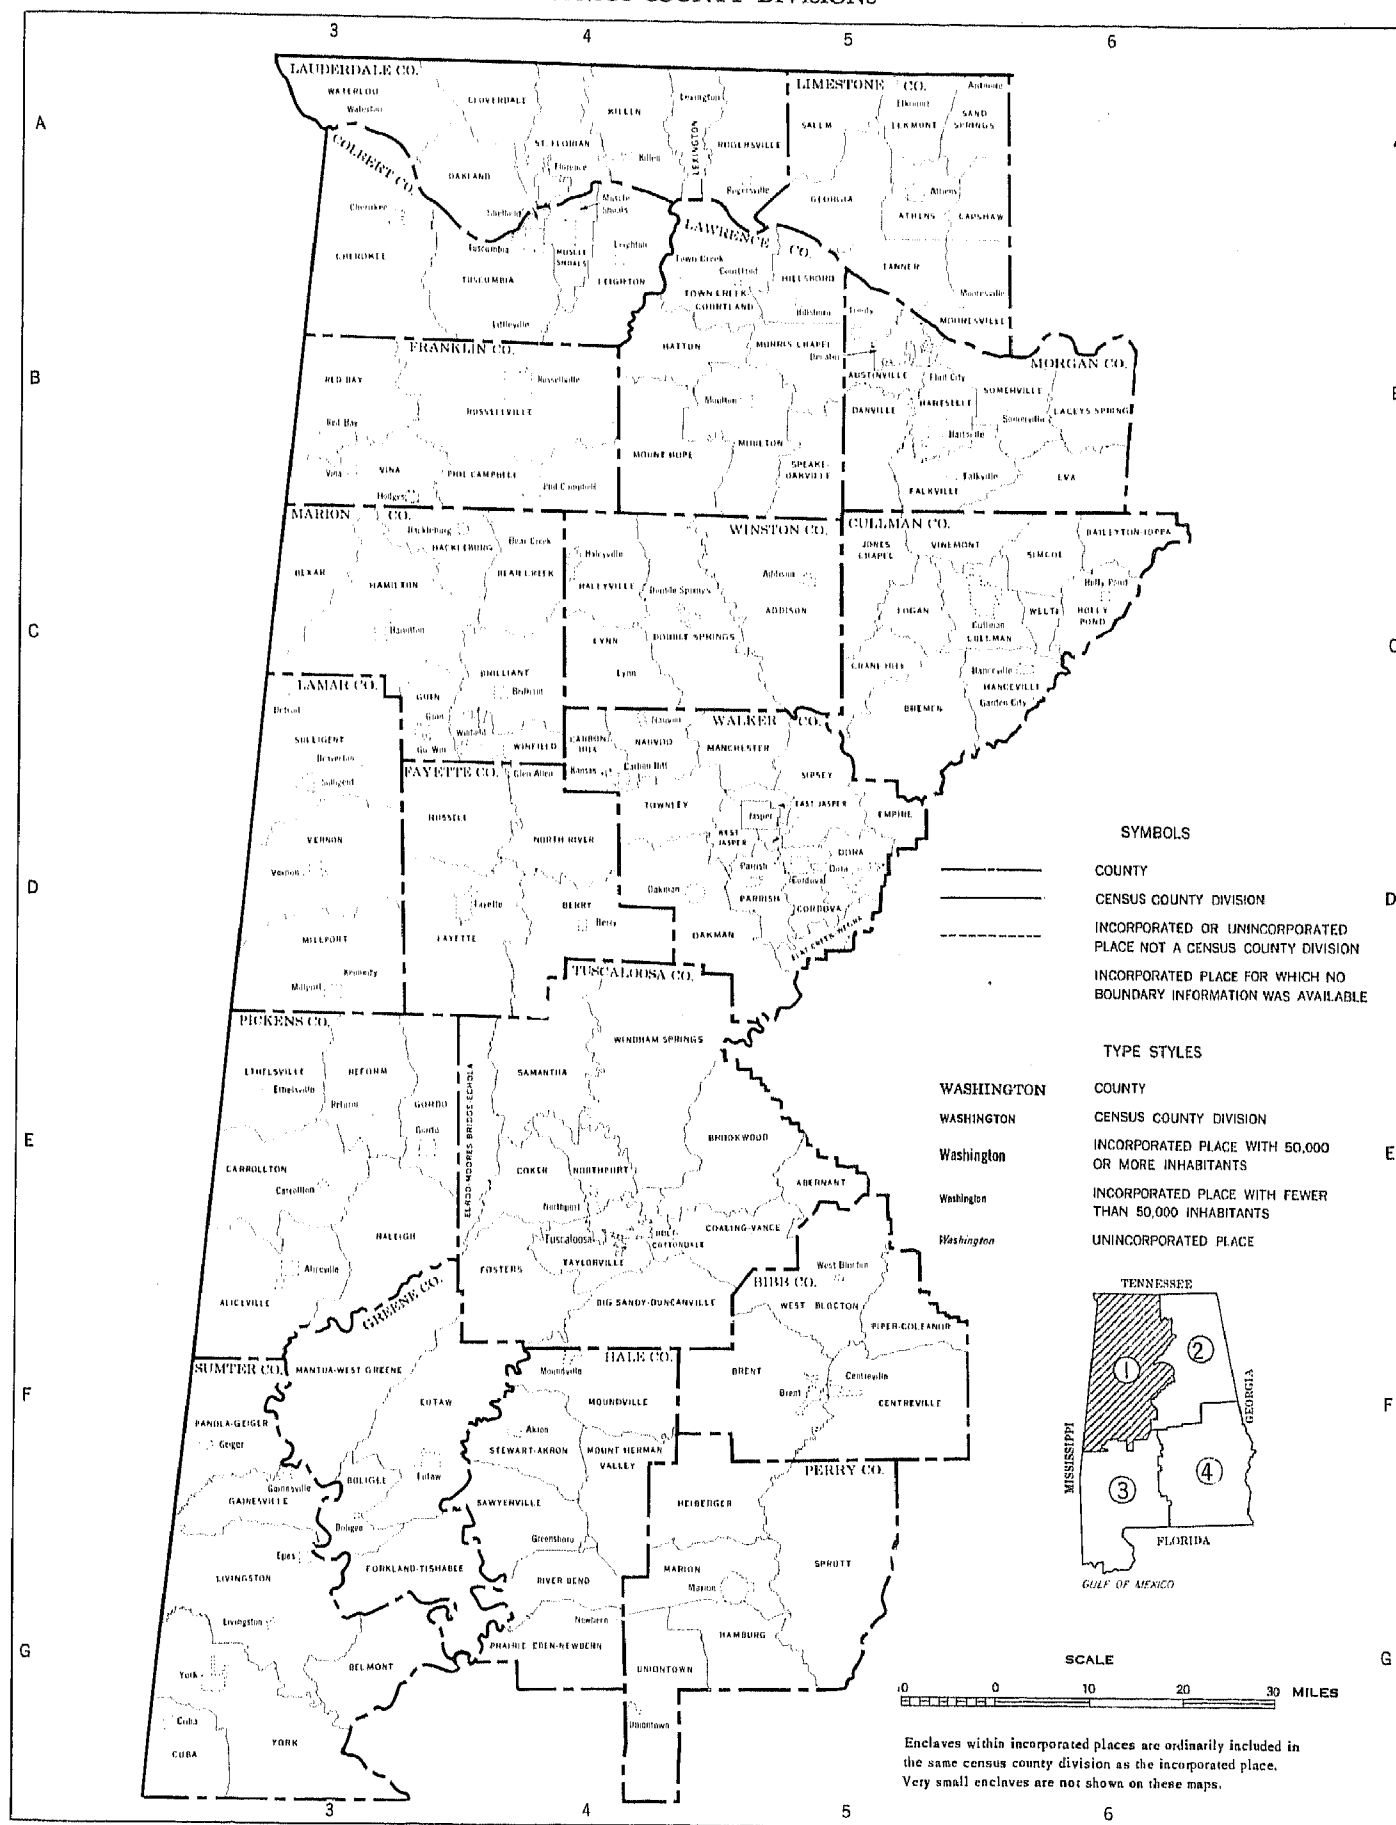 COUNTY DIVISIONS
3 4 5 6
A
LAUDERDALE CO.
WATERLOO
Waterloo
CLOVERDALE
KILLEN
Lexington
LEXINGTON
ST. FLORIAN
Florence
Killen
ROGERSVILLE
Rogersville
OAKLAND
LIMESTONE CO.
Ardmore
Elkmont
SALEM
ELKMONT
SAND
SPRINGS
GEORGIA
Athens
ATHENS
CAPSHAW
TANNER
Mooresville
MOORESVILLE
COLBERT CO.
Cherokee
CHEROKEE
Sheffield
Muscle
Shoals
Tuscumbia
TUSCUMBIA
MUSCLE
SHOALS
Leighton
LEIGHTON
Littleville
LAWRENCE CO.
Town Creek
Courtland
TOWN CREEK
COURTLAND
HILLSBORO
Hillsboro
HATTON
MORRIS CHAPEL
Moulton
MOULTON
MOUNT HOPE
SPEAKE-
OAKVILLE
B
FRANKLIN CO.
RED BAY
Red Bay
Russellville
RUSSELLVILLE
Vina
VINA
PHIL CAMPBELL
Phil Campbell
Hodges
MORGAN CO.
Trinity
Decatur
AUSTINVILLE
Flint City
SOMERVILLE
DANVILLE
HARTSELLE
Somerville
LACEYS SPRING
Hartselle
Falkville
FALKVILLE
EVA
MARION CO.
Hackleburg
HACKLEBURG
Bear Creek
BEAR CREEK
BEXAR
HAMILTON
Hamilton
BRILLIANT
Brilliant
GUIN
Guin
Winfield
Gu-Win
WINFIELD
WINSTON CO.
Haleyville
HALEYVILLE
Addison
ADDISON
Double Springs
DOUBLE SPRINGS
LYNN
Lynn
CULLMAN CO.
JONES
CHAPEL
VINEMONT
SIMCOE
BAILEYTON-JOPPA
Holly Pond
LOGAN
WELTI
HOLLY
POND
Cullman
CULLMAN
CRANE HILL
Hanceville
HANCEVILLE
Garden City
BREMEN
C
LAMAR CO.
Detroit
SULLIGENT
Beaverton
Sulligent
VERNON
Vernon
MILLPORT
Kennedy
Millport
FAYETTE CO.
Glen Allen
RUSSELL
NORTH RIVER
Fayette
FAYETTE
BERRY
Berry
WALKER CO.
Nauvoo
CARBON
HILL
NAUVOO
MANCHESTER
Kansas
Carbon Hill
SIPSEY
TOWNLEY
Jasper
EAST JASPER
EMPIRE
WEST
JASPER
DORA
Parrish
Cordova
Dora
Oakman
PARRISH
CORDOVA
OAKMAN
D
SYMBOLS
COUNTY
CENSUS COUNTY DIVISION
INCORPORATED OR UNINCORPORATED
PLACE NOT A CENSUS COUNTY DIVISION
INCORPORATED PLACE FOR WHICH NO
BOUNDARY INFORMATION WAS AVAILABLE
TYPE STYLES
WASHINGTON COUNTY
WASHINGTON CENSUS COUNTY DIVISION
Washington INCORPORATED PLACE WITH 50,000
OR MORE INHABITANTS
Washington INCORPORATED PLACE WITH FEWER
THAN 50,000 INHABITANTS
Washington UNINCORPORATED PLACE
E
PICKENS CO.
ETHELSVILLE
Ethelsville
REFORM
Reform
GORDO
Gordo
CARROLLTON
Carrollton
RALEIGH
Aliceville
ALICEVILLE
TUSCALOOSA CO.
WINDHAM SPRINGS
SAMANTHA
ELROD-MOORES BRIDGE-ECHOLA
BROOKWOOD
COKER
NORTHPORT
ABERNANT
Northport
Tuscaloosa
HOLT-
COTTONDALE
COALING-VANCE
FOSTERS
TAYLORVILLE
BIG SANDY-DUNCANVILLE
BIBB CO.
West Blocton
WEST BLOCTON
PIPER-COLEANOR
BRENT
Centreville
Brent
CENTREVILLE
F
SUMTER CO.
PANOLA-GEIGER
Geiger
Gainesville
GAINESVILLE
Epes
LIVINGSTON
Livingston
York
BELMONT
Cuba
CUBA
YORK
GREENE CO.
MANTUA-WEST GREENE
EUTAW
BOLIGEE
Eutaw
Boligee
FORKLAND-TISHABEE
HALE CO.
Moundville
MOUNDVILLE
Akron
STEWART-AKRON
MOUNT HERMAN
VALLEY
SAWYERVILLE
Greensboro
RIVER BEND
Newbern
PRAIRIE EDEN-NEWBERN
PERRY CO.
HEIBERGER
SPROTT
MARION
Marion
HAMBURG
UNIONTOWN
Uniontown
G
TENNESSEE
1 2 3 4
MISSISSIPPI
GEORGIA
FLORIDA
GULF OF MEXICO
SCALE
10 0 10 20 30 MILES
Enclaves within incorporated places are ordinarily included in
the same census county division as the incorporated place.
Very small enclaves are not shown on these maps.
3 4 5 6